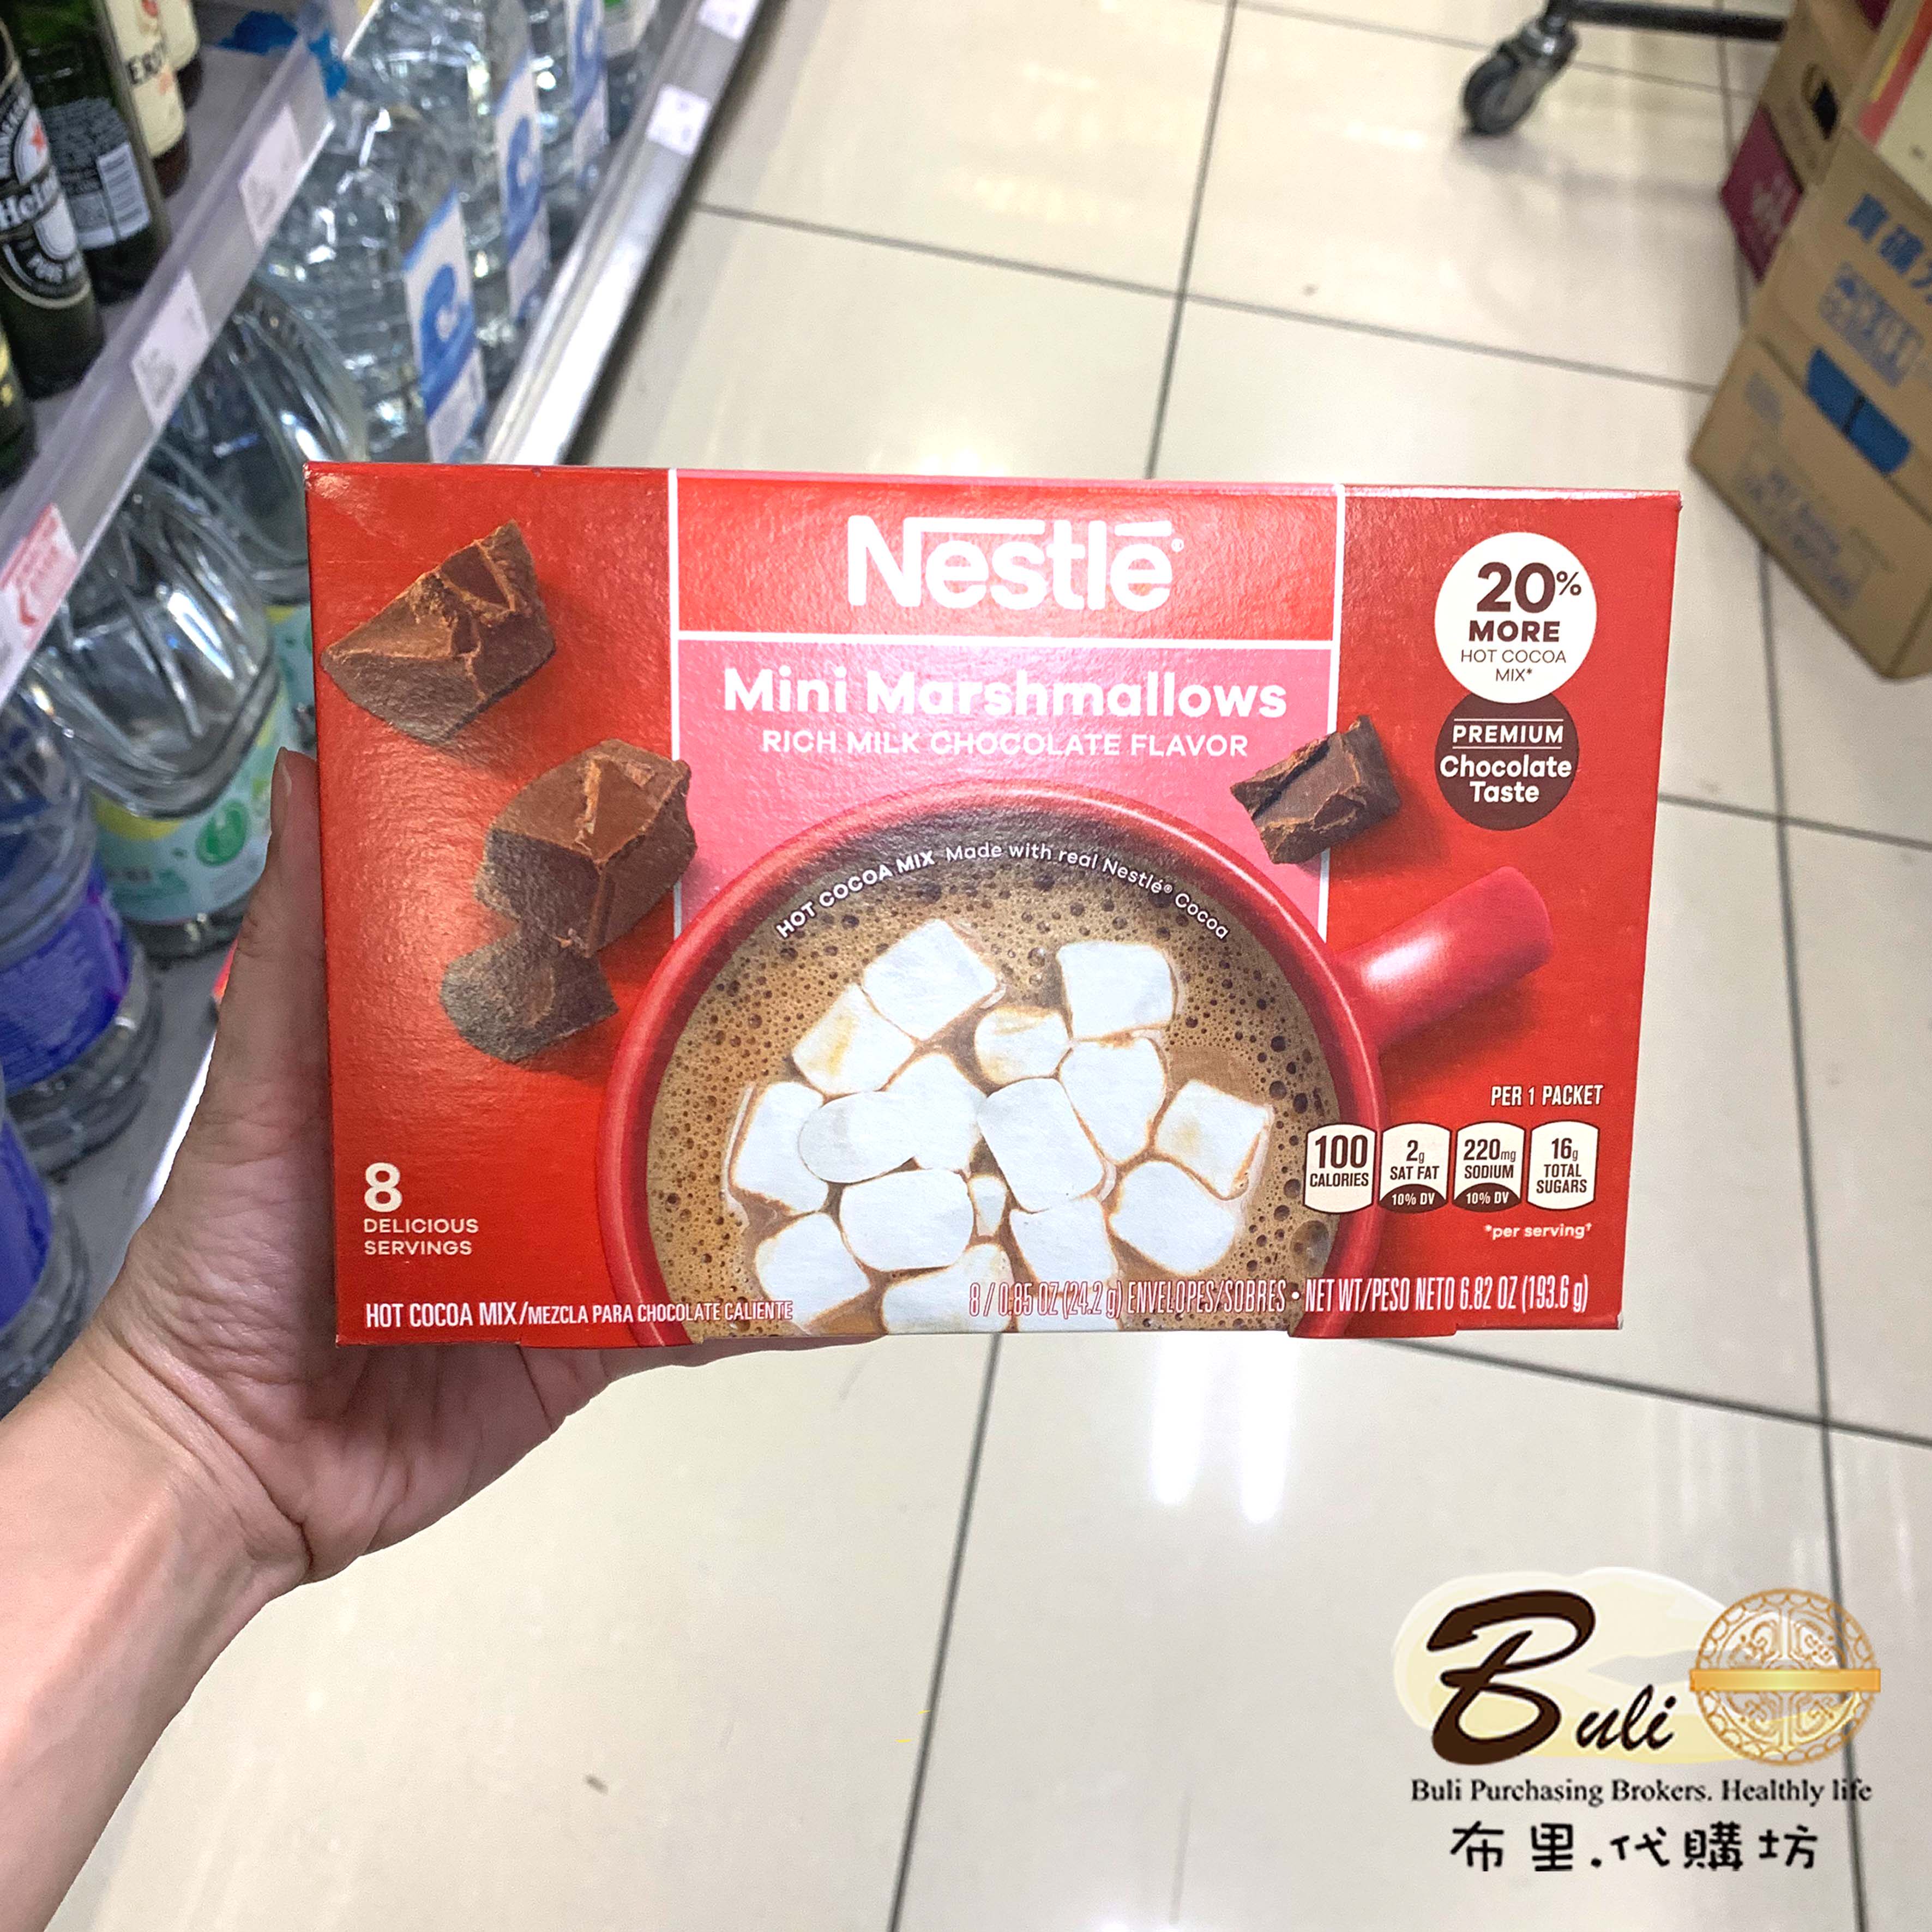 Nestlé®
Mini Marshmallows
RICH MILK CHOCOLATE FLAVOR
20% MORE
HOT COCOA
MIX*
PREMIUM
Chocolate
Taste
HOT COCOA MIX Made with real Nestlé® Cocoa
8
DELICIOUS
SERVINGS
PER 1 PACKET
100 CALORIES
2g SAT FAT 10% DV
220mg SODIUM 10% DV
16g TOTAL SUGARS
*per serving†
HOT COCOA MIX/MEZCLA PARA CHOCOLATE CALIENTE
8 / 0.85 OZ (24.2 g) ENVELOPES/SOBRES • NET WT/PESO NETO 6.82 OZ (193.6 g)
Buli
Buli Purchasing Brokers. Healthly life
布里.代購坊